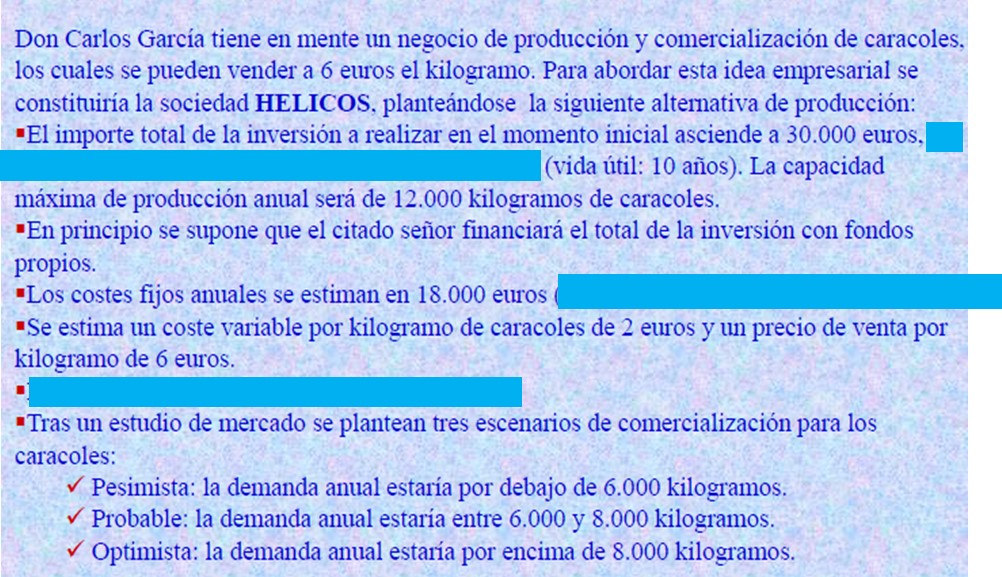 Don Carlos García tiene en mente un negocio de producción y comercialización de caracoles,
los cuales se pueden vender a 6 euros el kilogramo. Para abordar esta idea empresarial se
constituiría la sociedad HELICOS, planteándose la siguiente alternativa de producción:
▪El importe total de la inversión a realizar en el momento inicial asciende a 30.000 euros,
(vida útil: 10 años). La capacidad
máxima de producción anual será de 12.000 kilogramos de caracoles.
▪En principio se supone que el citado señor financiará el total de la inversión con fondos
propios.
▪Los costes fijos anuales se estiman en 18.000 euros (
▪Se estima un coste variable por kilogramo de caracoles de 2 euros y un precio de venta por
kilogramo de 6 euros.
▪
▪Tras un estudio de mercado se plantean tres escenarios de comercialización para los
caracoles:
✓ Pesimista: la demanda anual estaría por debajo de 6.000 kilogramos.
✓ Probable: la demanda anual estaría entre 6.000 y 8.000 kilogramos.
✓ Optimista: la demanda anual estaría por encima de 8.000 kilogramos.